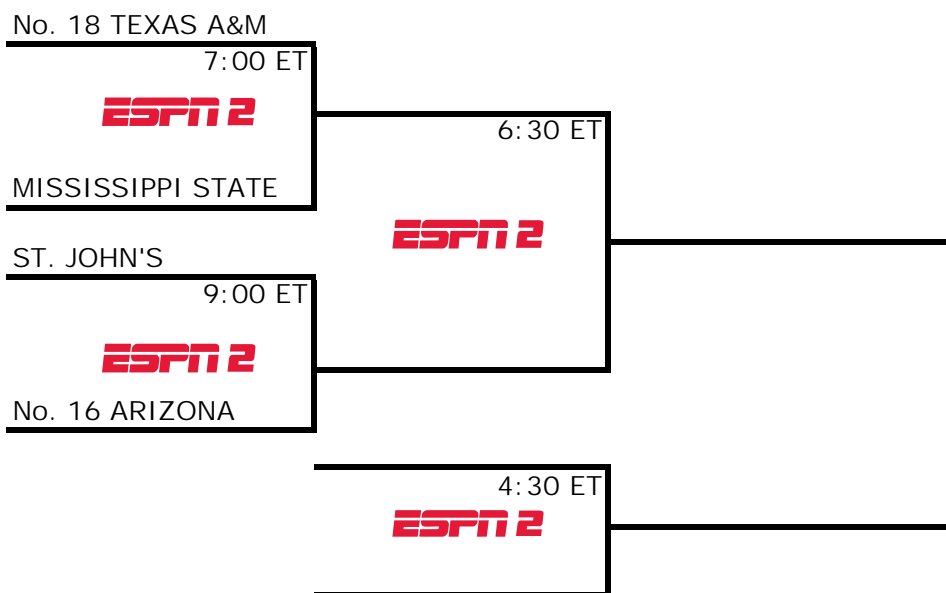 No. 18 TEXAS A&M
7:00 ET
ESPN 2
6:30 ET
MISSISSIPPI STATE
ESPN 2
ST. JOHN'S
9:00 ET
ESPN 2
No. 16 ARIZONA
4:30 ET
ESPN 2